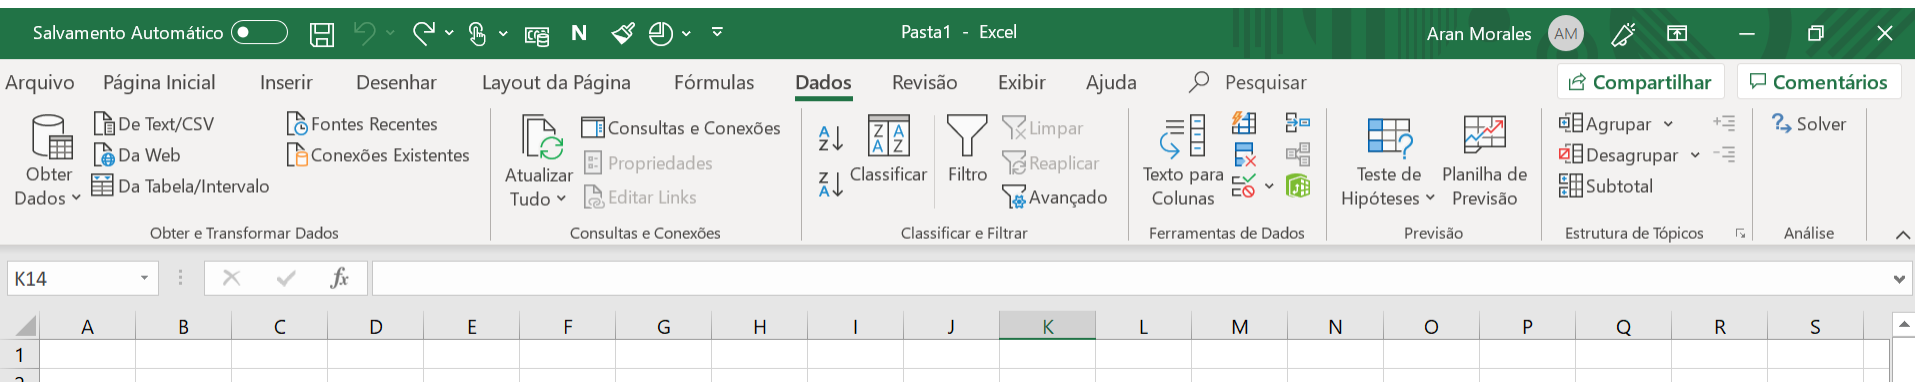 Salvamento Automático Pasta1 - Excel Aran Morales AM
Arquivo Página Inicial Inserir Desenhar Layout da Página Fórmulas Dados Revisão Exibir Ajuda Pesquisar Compartilhar Comentários
Obter Dados
De Text/CSV
Da Web
Da Tabela/Intervalo
Fontes Recentes
Conexões Existentes
Obter e Transformar Dados
Atualizar Tudo
Consultas e Conexões
Propriedades
Editar Links
Consultas e Conexões
A Z
Z A
Z A A Z
Classificar
Filtro
Limpar
Reaplicar
Avançado
Classificar e Filtrar
Texto para
Colunas
Ferramentas de Dados
Teste de
Hipóteses
Planilha de
Previsão
Previsão
Agrupar
Desagrupar
Subtotal
Estrutura de Tópicos
Solver
Análise
K14 fx
A B C D E F G H I J K L M N O P Q R S
1